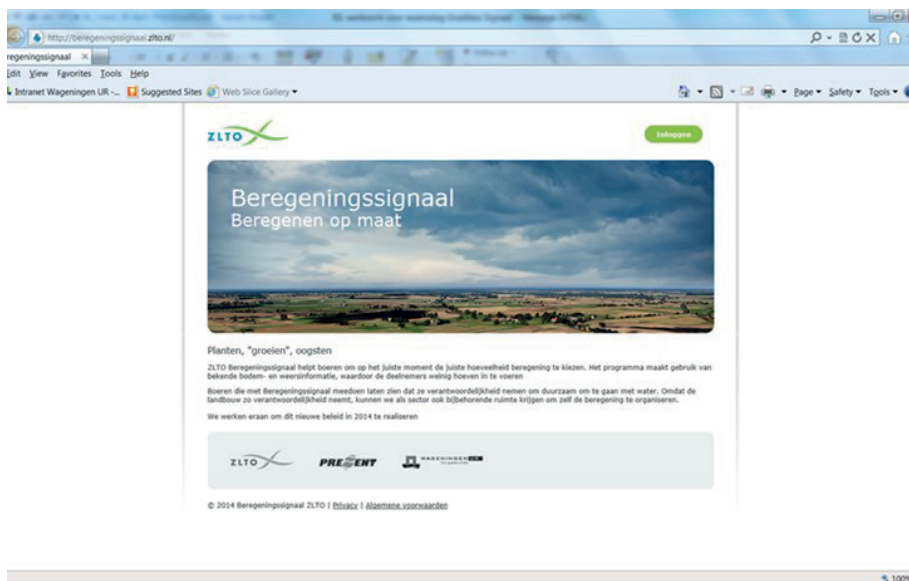 http://beregeningssignaal.zlto.nl/
regeningssignaal
Edit View Favorites Tools Help
Intranet Wageningen UR -... Suggested Sites Web Slice Gallery
Page Safety Tools
ZLTO
Inloggen
Beregeningssignaal
Beregenen op maat
Planten, "groeien", oogsten
ZLTO Beregeningssignaal helpt boeren om op het juiste moment de juiste hoeveelheid beregening te kiezen. Het programma maakt gebruik van
bekende bodem- en weersinformatie, waardoor de deelnemers weinig hoeven in te voeren
Boeren die met Beregeningssignaal meedoen laten zien dat ze verantwoordelijkheid nemen om duurzaam om te gaan met water. Omdat de
landbouw zo verantwoordelijkheid neemt, kunnen we als sector ook bijbehorende ruimte krijgen om zelf de beregening te organiseren.
We werken eraan om dit nieuwe beleid in 2014 te realiseren
ZLTO PREZENT WAGENINGEN UR
© 2014 Beregeningssignaal ZLTO | Privacy | Algemene voorwaarden
100%